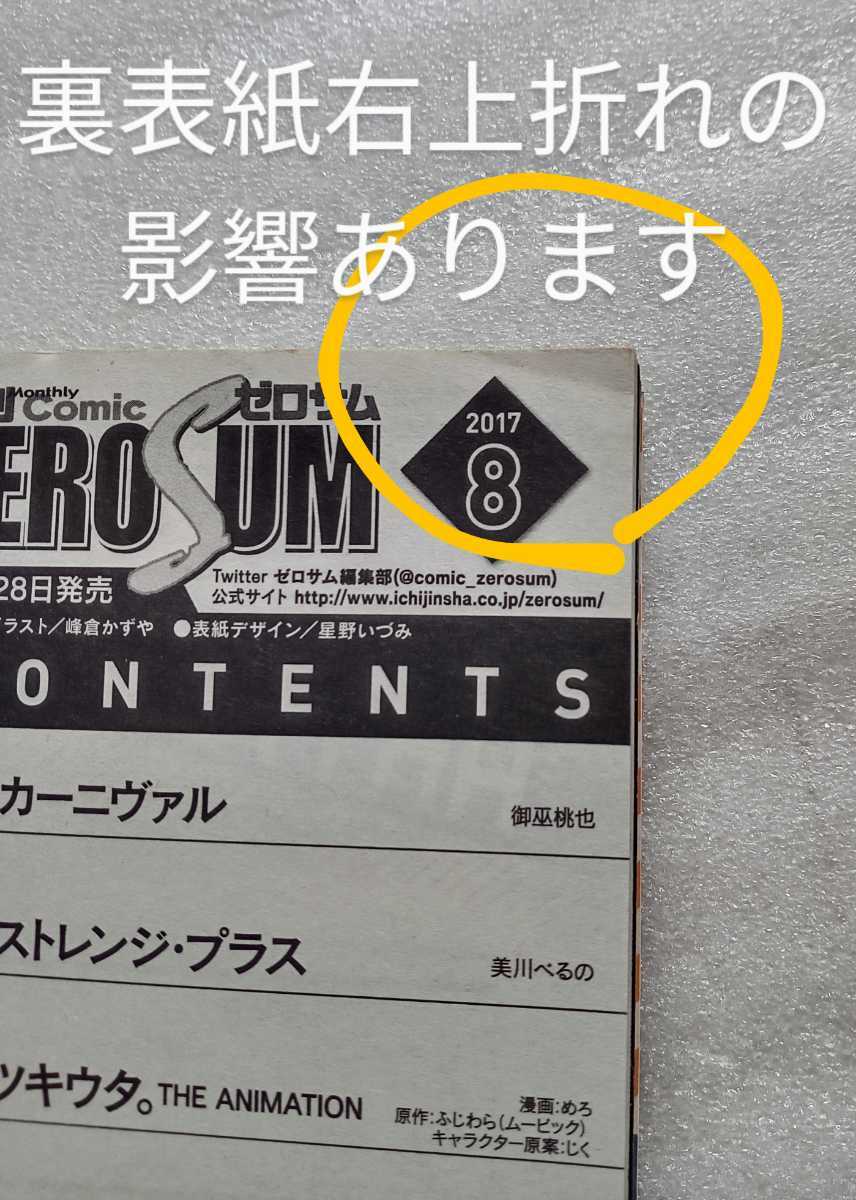 裏表紙右上折れの
影響あります
Monthly
Comic ゼロサム
EROSUM
2017
8
28日発売
Twitter ゼロサム編集部(@comic_zerosum)
公式サイト http://www.ichijinsha.co.jp/zerosum/
ラスト／峰倉かずや ●表紙デザイン／星野いづみ
ONTENTS
カーニヴァル 御巫桃也
ストレンジ・プラス 美川べるの
ツキウタ。THE ANIMATION 漫画:めろ
原作:ふじわら(ムービック)
キャラクター原案:じく